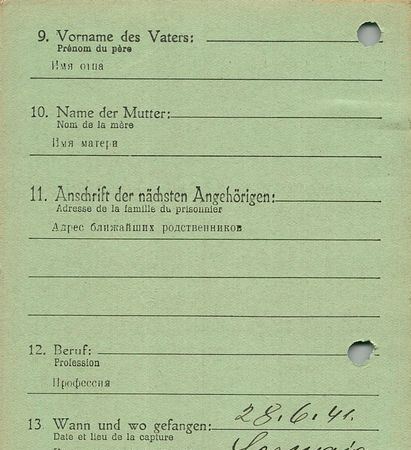 9. Vorname des Vaters:
Prénom du père
Имя отца
10. Name der Mutter:
Nom de la mère
Имя матери
11. Anschrift der nächsten Angehörigen:
Adresse de la famille du prisonnier
Адрес ближайших родственников
12. Beruf:
Profession
Профессия
13 Wann und wo gefangen: 28.6.41.
Date et lieu de la capture